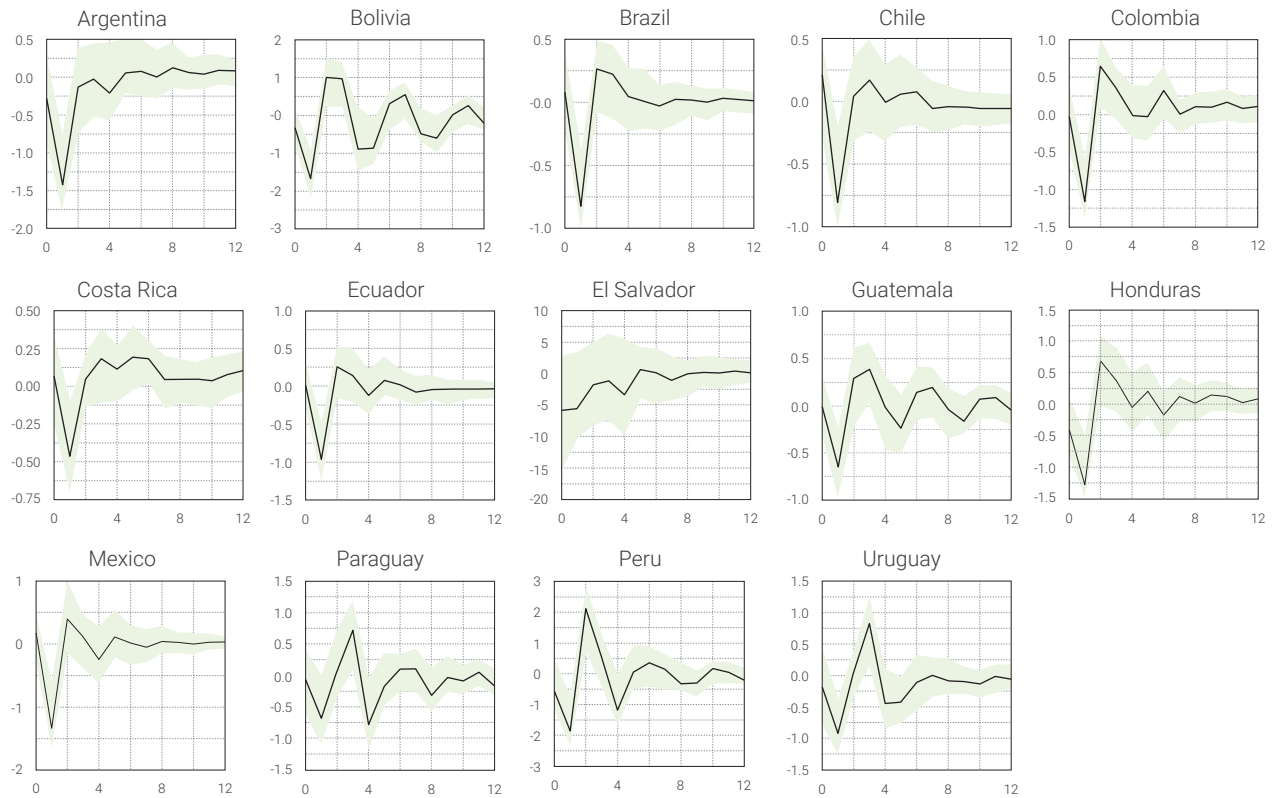 Argentina
0.5
0.0
-0.5
-1.0
-1.5
-2.0
0 4 8 12
Bolivia
2
1
-0
-1
-2
-3
0 4 8 12
Brazil
0.5
-0.0
-0.5
-1.0
0 4 8 12
Chile
0.5
0.0
-0.5
-1.0
0 4 8 12
Colombia
1.0
0.5
0.0
-0.5
-1.0
-1.5
0 4 8 12
Costa Rica
0.50
0.25
0.00
-0.25
-0.50
-0.75
0 4 8 12
Ecuador
1.0
0.5
0.0
-0.5
-1.0
-1.5
0 4 8 12
El Salvador
10
5
0
-5
-10
-15
-20
0 4 8 12
Guatemala
1.0
0.5
0.0
-0.5
-1.0
0 4 8 12
Honduras
1.5
1.0
0.5
0.0
-0.5
-1.0
-1.5
0 4 8 12
Mexico
1
0
-1
-2
0 4 8 12
Paraguay
1.5
1.0
0.5
0.0
-0.5
-1.0
-1.5
0 4 8 12
Peru
3
2
1
0
-1
-2
-3
0 4 8 12
Uruguay
1.5
1.0
0.5
0.0
-0.5
-1.0
-1.5
0 4 8 12